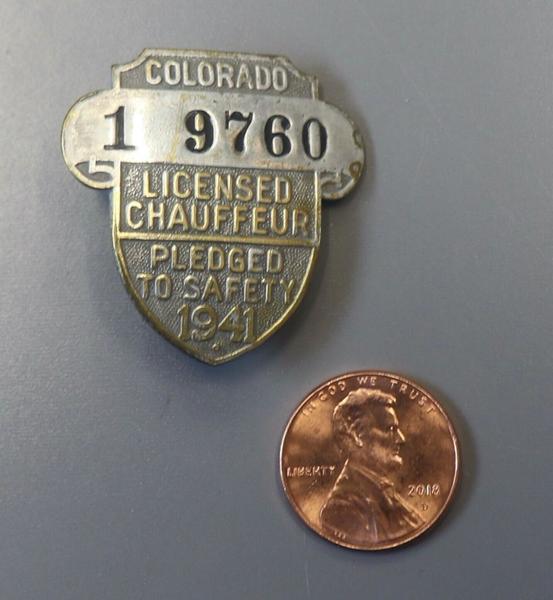 COLORADO
1 9760
LICENSED
CHAUFFEUR
PLEDGED
TO SAFETY
1941
IN GOD WE TRUST
LIBERTY
2018
D